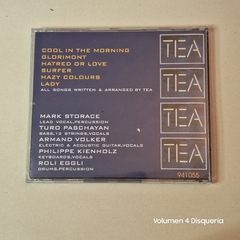 COOL IN THE MORNING
GLORIMONT
HATRED OR LOVE
SURFER
HAZY COLOURS
LADY
ALL SONGS WRITTEN & ARRANGED BY TEA
MARK STORACE
LEAD VOCAL,PERCUSSION
TURO PASCHAYAN
BASS,12 STRINGS,VOCALS
ARMAND VOLKER
ELECTRIC & ACOUSTIC GUITAR,VOCALS
PHILIPPE KIENHOLZ
KEYBOARDS,VOCALS
ROLI EGGLI
DRUMS,PERCUSSION
TEA
TEA
TEA
TEA
941055
Volumen 4 Disqueria